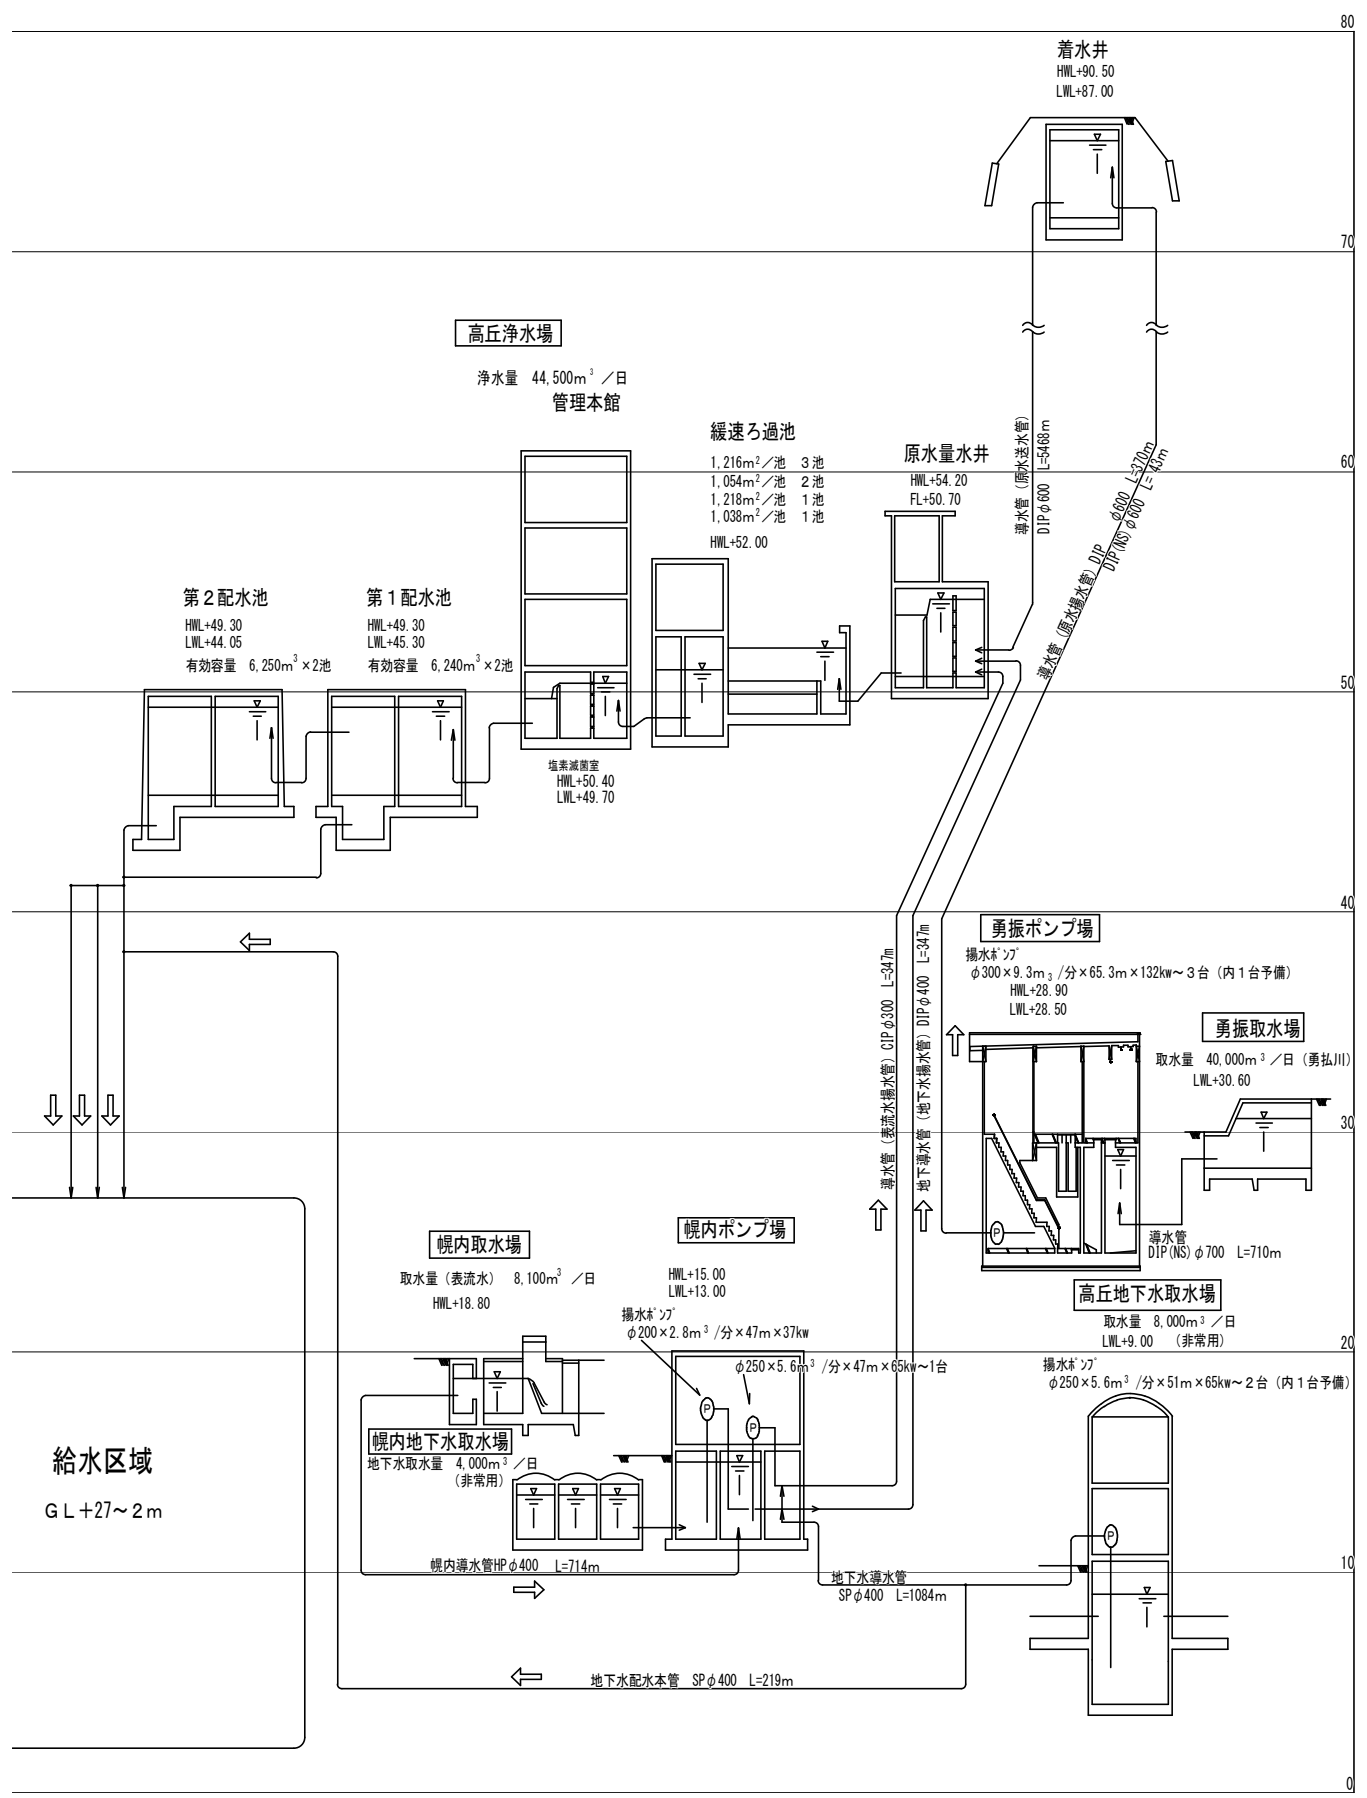 80
着水井
HWL+90.50
LWL+87.00
70
高丘浄水場
浄水量 44,500m³／日
管理本館
緩速ろ過池
1,216m²／池 3池
1,054m²／池 2池
1,218m²／池 1池
1,038m²／池 1池
HWL+52.00
原水量水井
HWL+54.20
FL+50.70
60
導水管（原水送水管）
DIPφ600 L=5468m
導水管（原水揚水管）DIP φ600 L=370m
DIP(NS)φ600 L= 43m
第２配水池
HWL+49.30
LWL+44.05
有効容量 6,250m³×2池
第１配水池
HWL+49.30
LWL+45.30
有効容量 6,240m³×2池
50
塩素滅菌室
HWL+50.40
LWL+49.70
40
勇振ポンプ場
揚水ﾎﾟﾝﾌﾟ
φ300×9.3m₃/分×65.3m×132kw～３台（内１台予備）
HWL+28.90
LWL+28.50
勇振取水場
取水量 40,000m³／日（勇払川）
LWL+30.60
30
導水管（表流水揚水管）CIPφ300 L=347m
地下導水管（地下水揚水管）DIPφ400 L=347m
P
導水管
DIP(NS)φ700 L=710m
幌内取水場
取水量（表流水） 8,100m³／日
HWL+18.80
幌内ポンプ場
HWL+15.00
LWL+13.00
揚水ﾎﾟﾝﾌﾟ
φ200×2.8m³/分×47m×37kw
φ250×5.6m³/分×47m×65kw～1台
P
P
高丘地下水取水場
取水量 8,000m³／日
LWL+9.00 （非常用）
20
揚水ﾎﾟﾝﾌﾟ
φ250×5.6m³/分×51m×65kw～２台（内１台予備）
P
幌内地下水取水場
地下水取水量 4,000m³／日
（非常用）
給水区域
ＧＬ+27～２m
幌内導水管HPφ400 L=714m
10
地下水導水管
SPφ400 L=1084m
地下水配水本管 SPφ400 L=219m
0